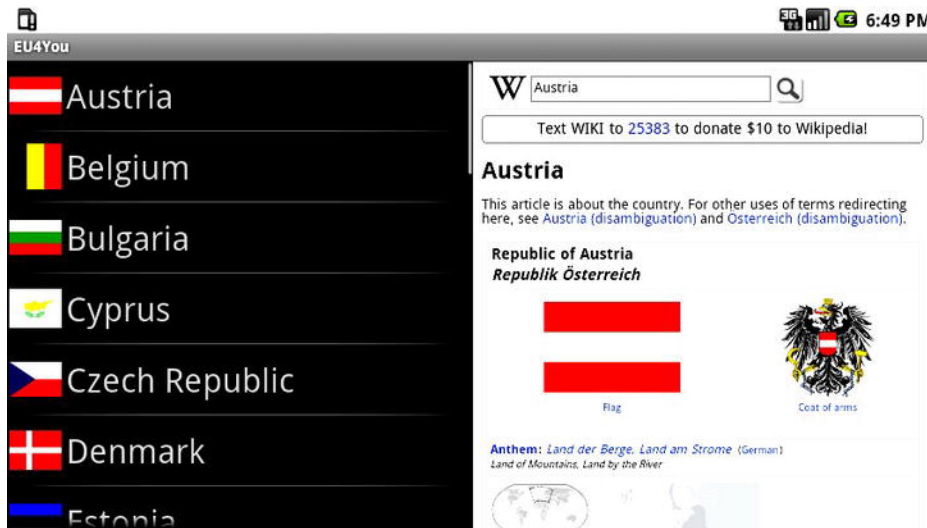 3G
6:49 PM
EU4You
Austria
Belgium
Bulgaria
Cyprus
Czech Republic
Denmark
Estonia
W
Austria
Text WIKI to 25383 to donate $10 to Wikipedia!
Austria
This article is about the country. For other uses of terms redirecting
here, see Austria (disambiguation) and Osterreich (disambiguation).
Republic of Austria
Republik Österreich
Flag
Coat of arms
Anthem: Land der Berge, Land am Strome (German)
Land of Mountains, Land by the River